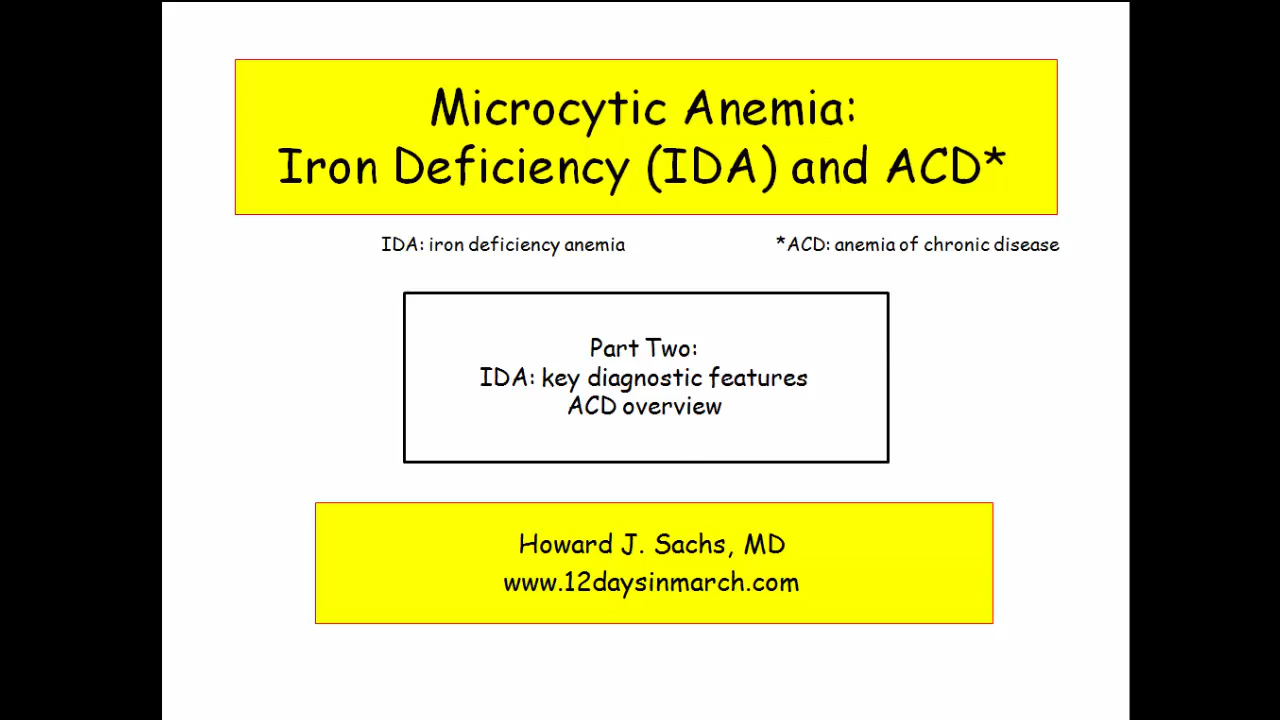 Microcytic Anemia:
Iron Deficiency (IDA) and ACD*
IDA: iron deficiency anemia
*ACD: anemia of chronic disease
Part Two:
IDA: key diagnostic features
ACD overview
Howard J. Sachs, MD
www.12daysinmarch.com